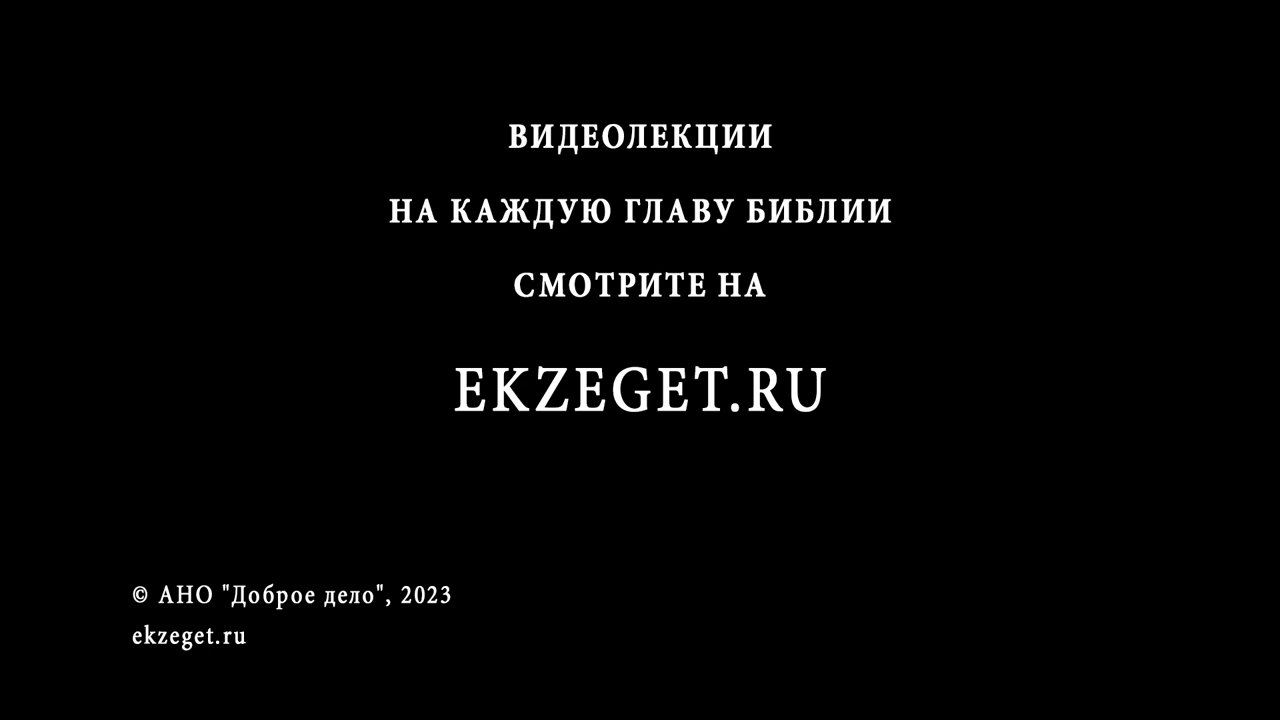 ВИДЕОЛЕКЦИИ
НА КАЖДУЮ ГЛАВУ БИБЛИИ
СМОТРИТЕ НА
EKZEGET.RU
© АНО "Доброе дело", 2023
ekzeget.ru